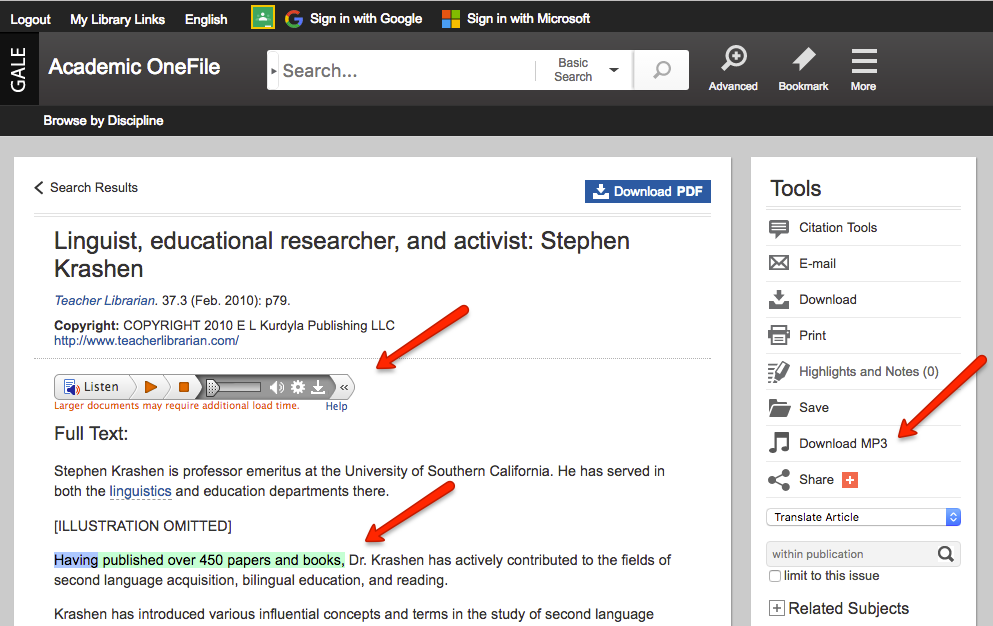 Logout My Library Links English Sign in with Google Sign in with Microsoft
GALE
Academic OneFile
Search...
Basic
Search
Advanced
Bookmark
More
Browse by Discipline
Search Results
Download PDF
Linguist, educational researcher, and activist: Stephen
Krashen
Teacher Librarian. 37.3 (Feb. 2010): p79.
Copyright: COPYRIGHT 2010 E L Kurdyla Publishing LLC
http://www.teacherlibrarian.com/
Listen
Larger documents may require additional load time.
Help
Full Text:
Stephen Krashen is professor emeritus at the University of Southern California. He has served in
both the linguistics and education departments there.
[ILLUSTRATION OMITTED]
Having published over 450 papers and books, Dr. Krashen has actively contributed to the fields of
second language acquisition, bilingual education, and reading.
Krashen has introduced various influential concepts and terms in the study of second language
Tools
Citation Tools
E-mail
Download
Print
Highlights and Notes (0)
Save
Download MP3
Share
Translate Article
within publication
limit to this issue
Related Subjects